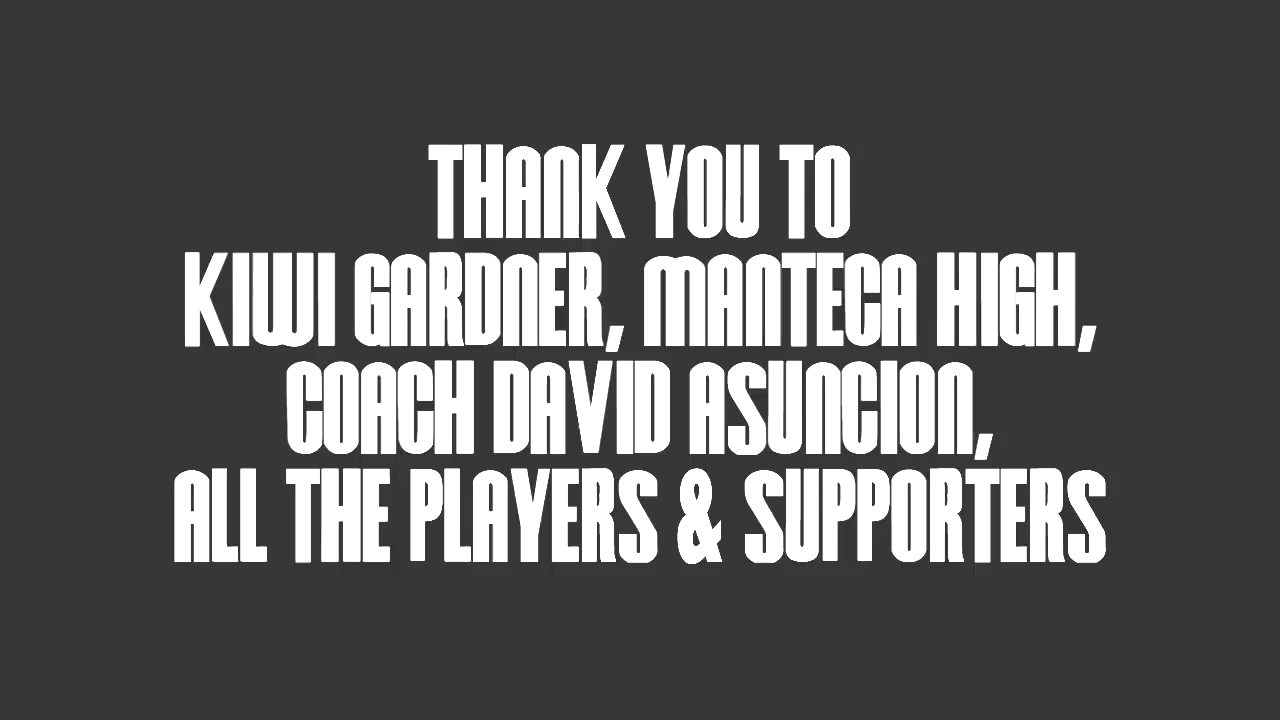 THANK YOU TO
KIWI GARDNER, MANTECA HIGH,
COACH DAVID ASUNCION,
ALL THE PLAYERS & SUPPORTERS